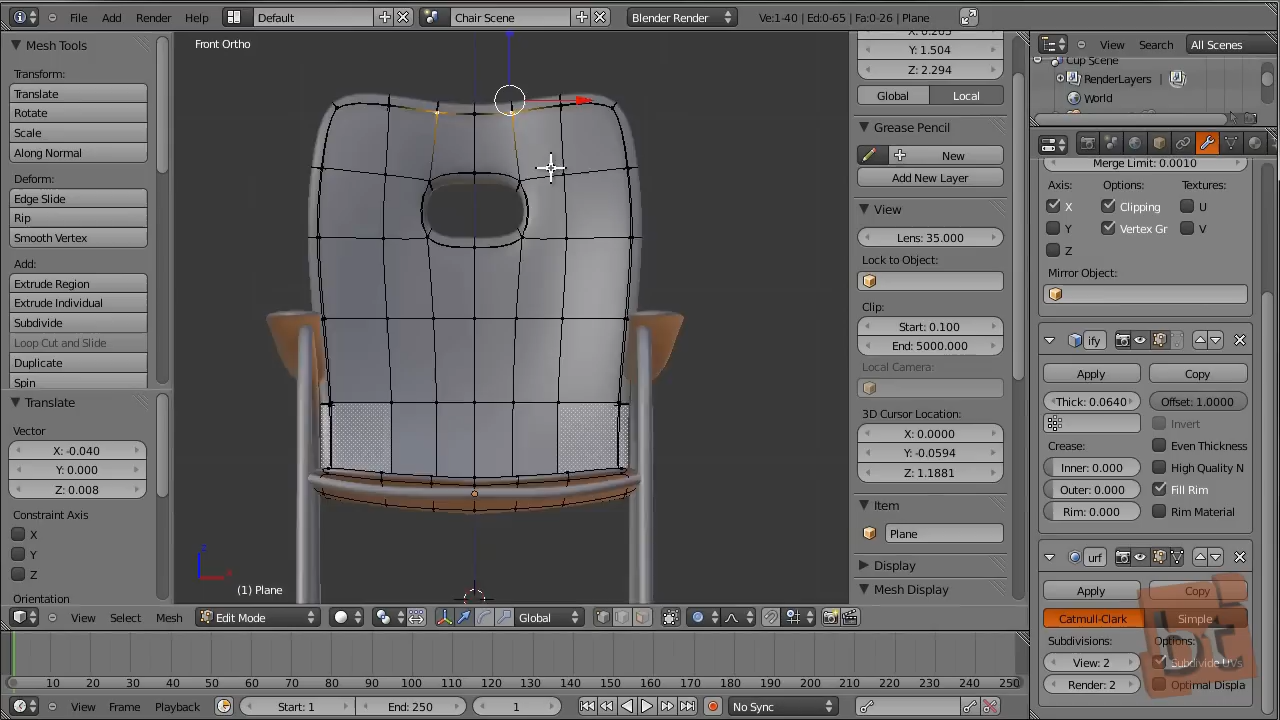 File Add Render Help Default Chair Scene Blender Render Ve:1-40 | Ed:0-65 | Fa:0-26 | Plane
Mesh Tools
Transform:
Translate
Rotate
Scale
Along Normal
Deform:
Edge Slide
Rip
Smooth Vertex
Add:
Extrude Region
Extrude Individual
Subdivide
Loop Cut and Slide
Duplicate
Spin
Translate
Vector
X: -0.040
Y: 0.000
Z: 0.008
Constraint Axis
X
Y
Z
Orientation
Front Ortho
(1) Plane
Y: 1.504
Z: 2.294
Global Local
Grease Pencil
New
Add New Layer
View
Lens: 35.000
Lock to Object:
Clip:
Start: 0.100
End: 5000.000
Local Camera:
3D Cursor Location:
X: 0.0000
Y: -0.0594
Z: 1.1881
Item
Plane
Display
Mesh Display
View Search All Scenes
Cup Scene
RenderLayers
World
Merge Limit: 0.0010
Axis: Options: Textures:
X Clipping U
Y Vertex Gr V
Z
Mirror Object:
ify
Apply Copy
Thick: 0.0640 Offset: 1.0000
Invert
Crease: Even Thickness
Inner: 0.000 High Quality N
Outer: 0.000 Fill Rim
Rim: 0.000 Rim Material
urf
Apply Copy
Catmull-Clark Simple
Subdivisions: Options:
View: 2 Subdivide UVs
Render: 2 Optimal Displa
bt
View Select Mesh Edit Mode Global
10 20 30 40 50 60 70 80 90 100 110 120 130 140 150 160 170 180 190 200 210 220 230 240 250
View Frame Playback Start: 1 End: 250 1 No Sync